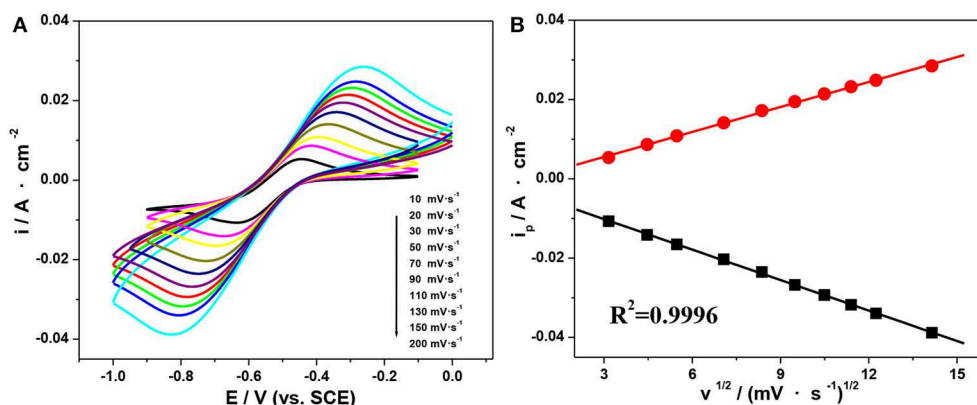 A
0.04
0.02
0.00
-0.02
-0.04
i / A · cm⁻²
10 mV·s⁻¹
20 mV·s⁻¹
30 mV·s⁻¹
50 mV·s⁻¹
70 mV·s⁻¹
90 mV·s⁻¹
110 mV·s⁻¹
130 mV·s⁻¹
150 mV·s⁻¹
200 mV·s⁻¹
-1.0 -0.8 -0.6 -0.4 -0.2 0.0
E / V (vs. SCE)
B
0.04
0.02
0.00
-0.02
-0.04
iₚ / A · cm⁻²
R²=0.9996
3 6 9 12 15
v ¹/² / (mV · s⁻¹)¹/²